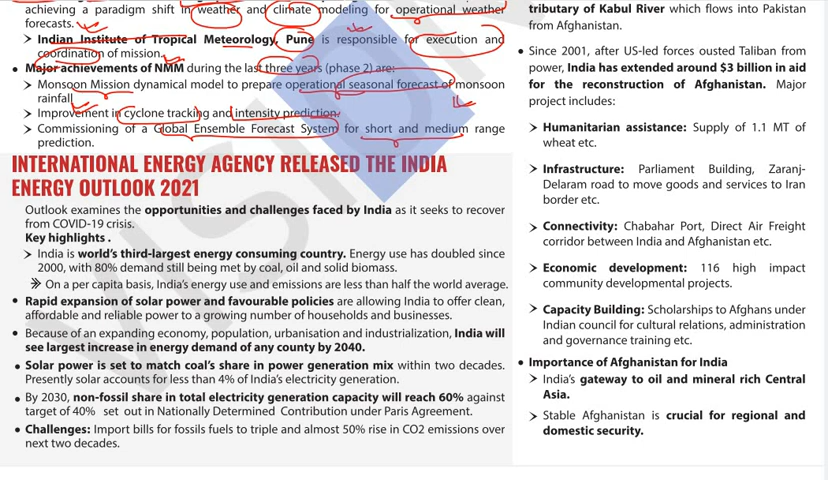 achieving a paradigm shift in weather and climate modeling for operational weather
forecasts.
➤ Indian Institute of Tropical Meteorology, Pune is responsible for execution and
coordination of mission.
• Major achievements of NMM during the last three years (phase 2) are:
➤ Monsoon Mission dynamical model to prepare operational seasonal forecast of monsoon
rainfall
➤ Improvement in cyclone tracking and intensity prediction.
➤ Commissioning of a Global Ensemble Forecast System for short and medium range
prediction.
INTERNATIONAL ENERGY AGENCY RELEASED THE INDIA
ENERGY OUTLOOK 2021
Outlook examines the opportunities and challenges faced by India as it seeks to recover
from COVID-19 crisis.
Key highlights .
➤ India is world's third-largest energy consuming country. Energy use has doubled since
2000, with 80% demand still being met by coal, oil and solid biomass.
⪢ On a per capita basis, India's energy use and emissions are less than half the world average.
• Rapid expansion of solar power and favourable policies are allowing India to offer clean,
affordable and reliable power to a growing number of households and businesses.
• Because of an expanding economy, population, urbanisation and industrialization, India will
see largest increase in energy demand of any county by 2040.
• Solar power is set to match coal's share in power generation mix within two decades.
Presently solar accounts for less than 4% of India's electricity generation.
• By 2030, non-fossil share in total electricity generation capacity will reach 60% against
target of 40% set out in Nationally Determined Contribution under Paris Agreement.
• Challenges: Import bills for fossils fuels to triple and almost 50% rise in CO2 emissions over
next two decades.
tributary of Kabul River which flows into Pakistan
from Afghanistan.
• Since 2001, after US-led forces ousted Taliban from
power, India has extended around $3 billion in aid
for the reconstruction of Afghanistan. Major
project includes:
➤ Humanitarian assistance: Supply of 1.1 MT of
wheat etc.
➤ Infrastructure: Parliament Building, Zaranj-
Delaram road to move goods and services to Iran
border etc.
➤ Connectivity: Chabahar Port, Direct Air Freight
corridor between India and Afghanistan etc.
➤ Economic development: 116 high impact
community developmental projects.
➤ Capacity Building: Scholarships to Afghans under
Indian council for cultural relations, administration
and governance training etc.
• Importance of Afghanistan for India
➤ India's gateway to oil and mineral rich Central
Asia.
➤ Stable Afghanistan is crucial for regional and
domestic security.